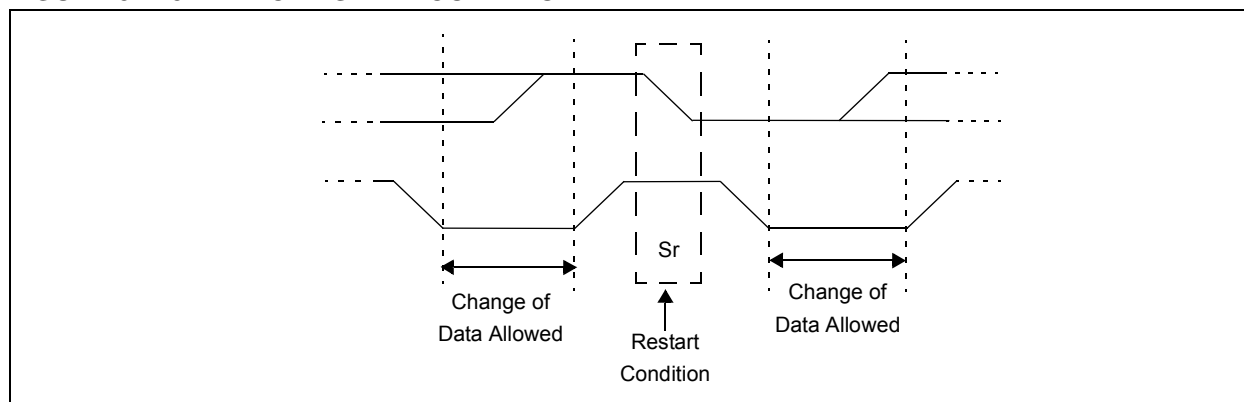 Sr
Change of
Data Allowed
Restart
Condition
Change of
Data Allowed